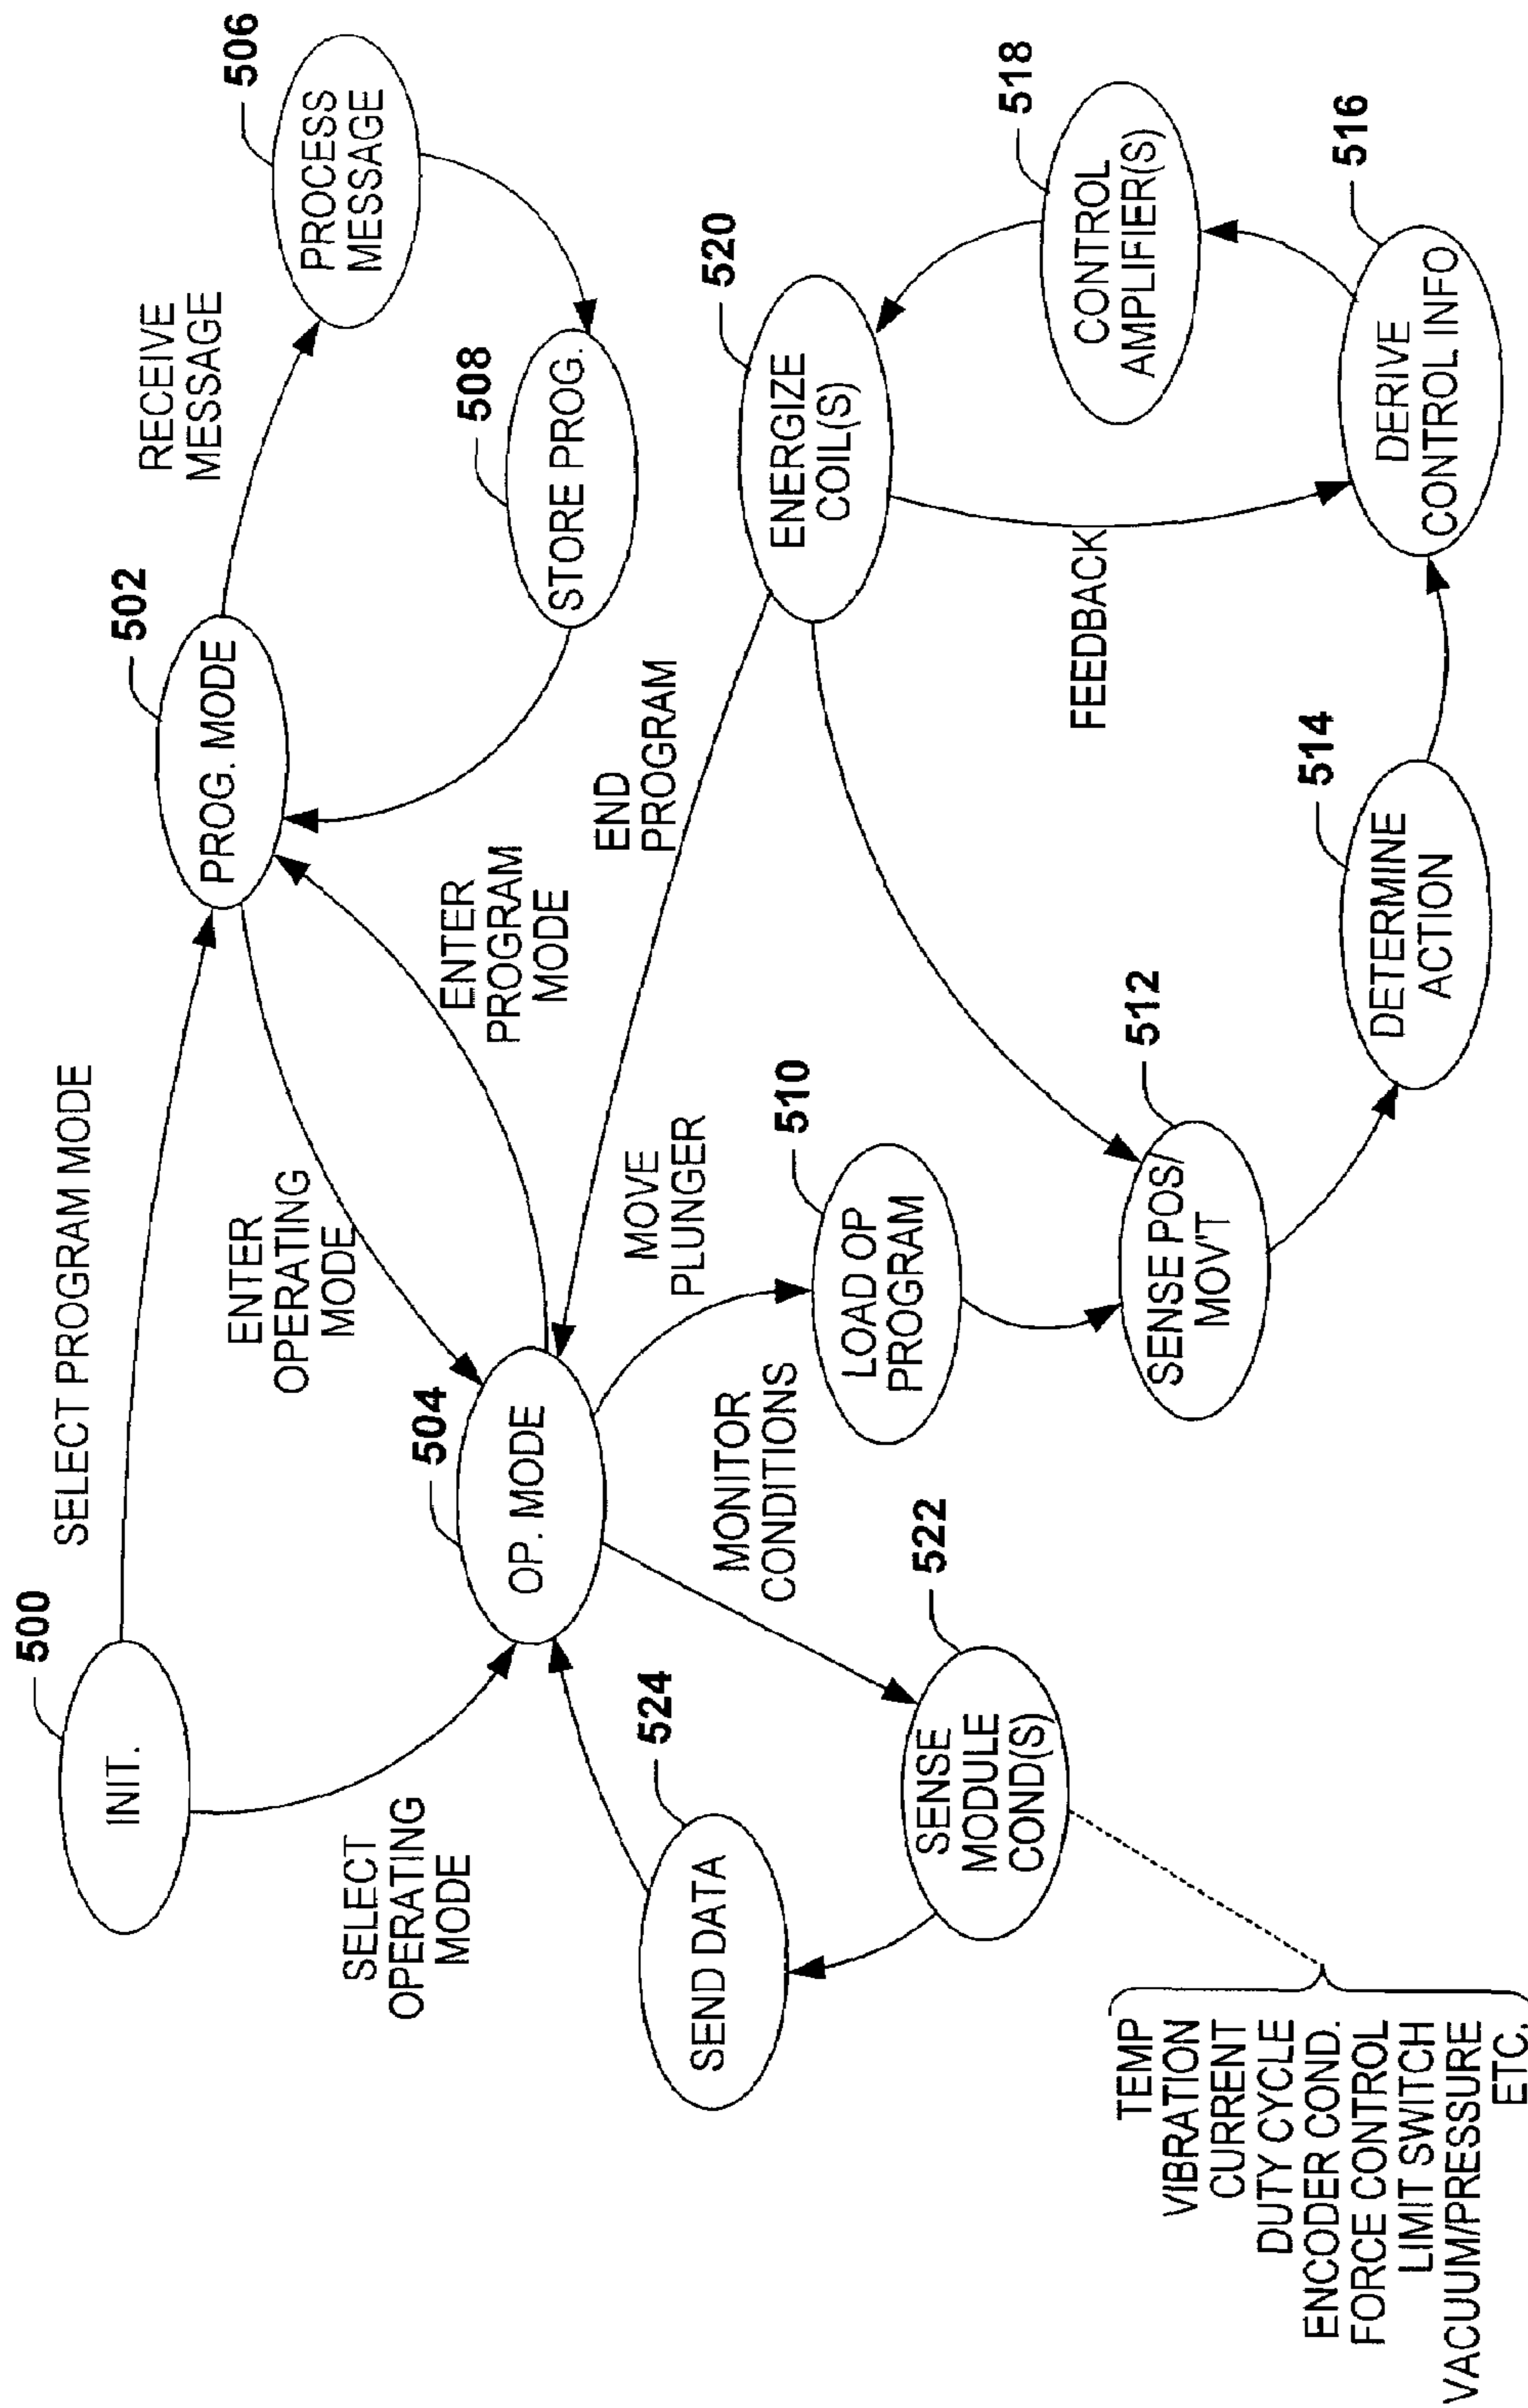 500
INIT.
SELECT PROGRAM MODE
502
PROG. MODE
RECEIVE
MESSAGE
506
PROCESS
MESSAGE
508
STORE PROG.
SELECT
OPERATING
MODE
ENTER
OPERATING
MODE
ENTER
PROGRAM
MODE
504
OP. MODE
END
PROGRAM
MOVE
PLUNGER
MONITOR
CONDITIONS
510
LOAD OP
PROGRAM
520
ENERGIZE
COIL(S)
518
CONTROL
AMPLIFIER(S)
FEEDBACK
524
SEND DATA
522
SENSE
MODULE
COND(S)
512
SENSE POS/
MOV'T
514
DETERMINE
ACTION
516
DERIVE
CONTROL INFO
TEMP
VIBRATION
CURRENT
DUTY CYCLE
ENCODER COND.
FORCE CONTROL
LIMIT SWITCH
VACUUM/PRESSURE
ETC.